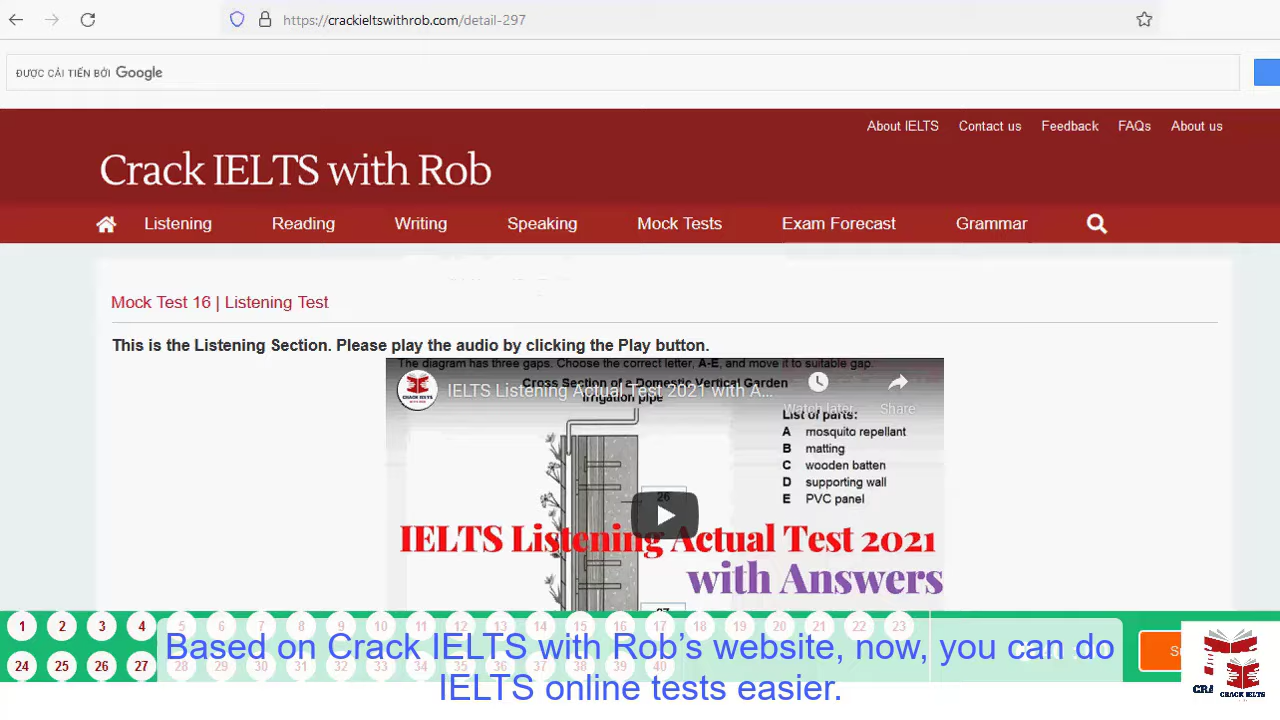 https://crackieltswithrob.com/detail-297
ĐƯỢC CẢI TIẾN BỞI Google
About IELTS Contact us Feedback FAQs About us
Crack IELTS with Rob
Listening Reading Writing Speaking Mock Tests Exam Forecast Grammar
Mock Test 16 | Listening Test
This is the Listening Section. Please play the audio by clicking the Play button.
The diagram has three gaps. Choose the correct letter, A-E, and move it to suitable gap.
Cross Section of a Domestic Vertical Garden
IELTS Listening Actual Test 2021 with A...
Irrigation pipe
Watch later Share
List of parts:
A mosquito repellant
B matting
C wooden batten
D supporting wall
E PVC panel
26
IELTS Listening Actual Test 2021
with Answers
27
1 2 3 4 5 6 7 8 9 10 11 12 13 14 15 16 17 18 19 20 21 22 23
24 25 26 27 28 29 30 31 32 33 34 35 36 37 38 39 40
Based on Crack IELTS with Rob’s website, now, you can do
IELTS online tests easier.
CRACK IELTS